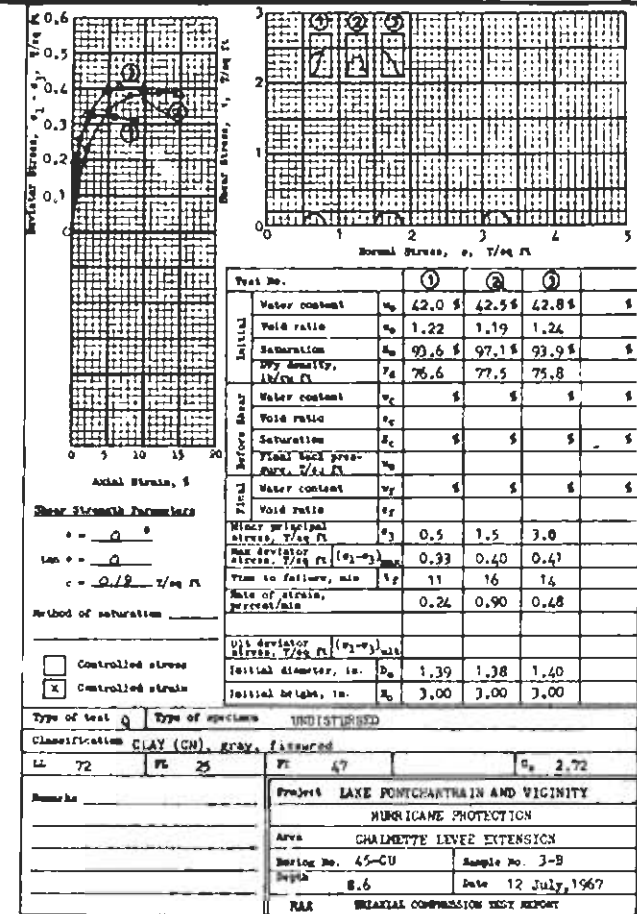 Deviator Stress, σ1 - σ3, T/sq ft
0.6
0.5
0.4
0.3
0.2
0.1
0
0 5 10 15 20
Axial Strain, %
③
②
①
Shear Stress, τ, T/sq ft
3
2
1
0
① ② ③
0 1 2 3 4 5
Normal Stress, σ, T/sq ft
Shear Strength Parameters
φ = 0 °
tan φ = 0
c = 0.18 T/sq ft
Method of saturation
Controlled stress
X Controlled strain
Test No. ① ② ③
Initial
Water content w₀ 42.0 % 42.5 % 42.8 % %
Void ratio e₀ 1.22 1.19 1.24
Saturation S₀ 93.6 % 97.1 % 93.9 % %
Dry density, lb/cu ft γd 76.6 77.5 75.8
Before Shear
Water content wc % % % %
Void ratio ec
Saturation Sc % % % %
Final back pressure, T/sq ft u₀
Final
Water content wf % % % %
Void ratio ef
Minor principal stress, T/sq ft σ3 0.5 1.5 3.0
Max deviator stress, T/sq ft (σ1-σ3)max 0.33 0.40 0.41
Time to failure, min tf 11 16 14
Rate of strain, percent/min 0.24 0.90 0.48
Ult deviator stress, T/sq ft (σ1-σ3)ult
Initial diameter, in. D₀ 1.39 1.38 1.40
Initial height, in. H₀ 3.00 3.00 3.00
Type of test Q Type of specimen UNDISTURBED
Classification CLAY (CH), gray, fissured
LL 72 PL 25 PI 47 Gs 2.72
Remarks
Project LAKE PONTCHARTRAIN AND VICINITY
HURRICANE PROTECTION
Area CHALMETTE LEVEE EXTENSION
Boring No. 45-CU Sample No. 3-B
Depth 8.6 Date 12 July, 1967
RAR TRIAXIAL COMPRESSION TEST REPORT